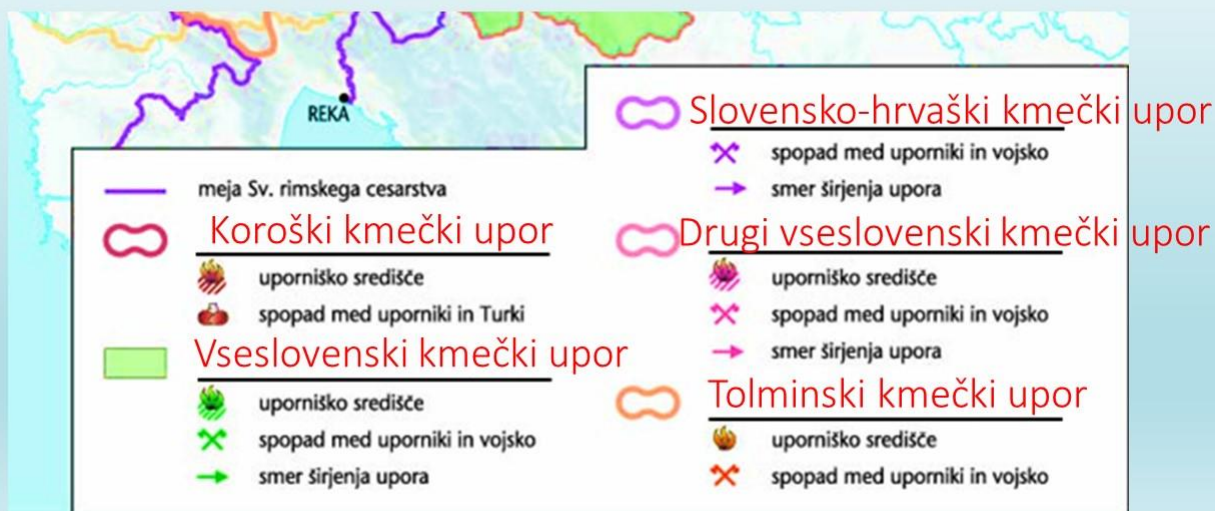 REKA
meja Sv. rimskega cesarstva
Koroški kmečki upor
uporniško središče
spopad med uporniki in Turki
Vseslovenski kmečki upor
uporniško središče
spopad med uporniki in vojsko
smer širjenja upora
Slovensko-hrvaški kmečki upor
spopad med uporniki in vojsko
smer širjenja upora
Drugi vseslovenski kmečki upor
uporniško središče
spopad med uporniki in vojsko
smer širjenja upora
Tolminski kmečki upor
uporniško središče
spopad med uporniki in vojsko